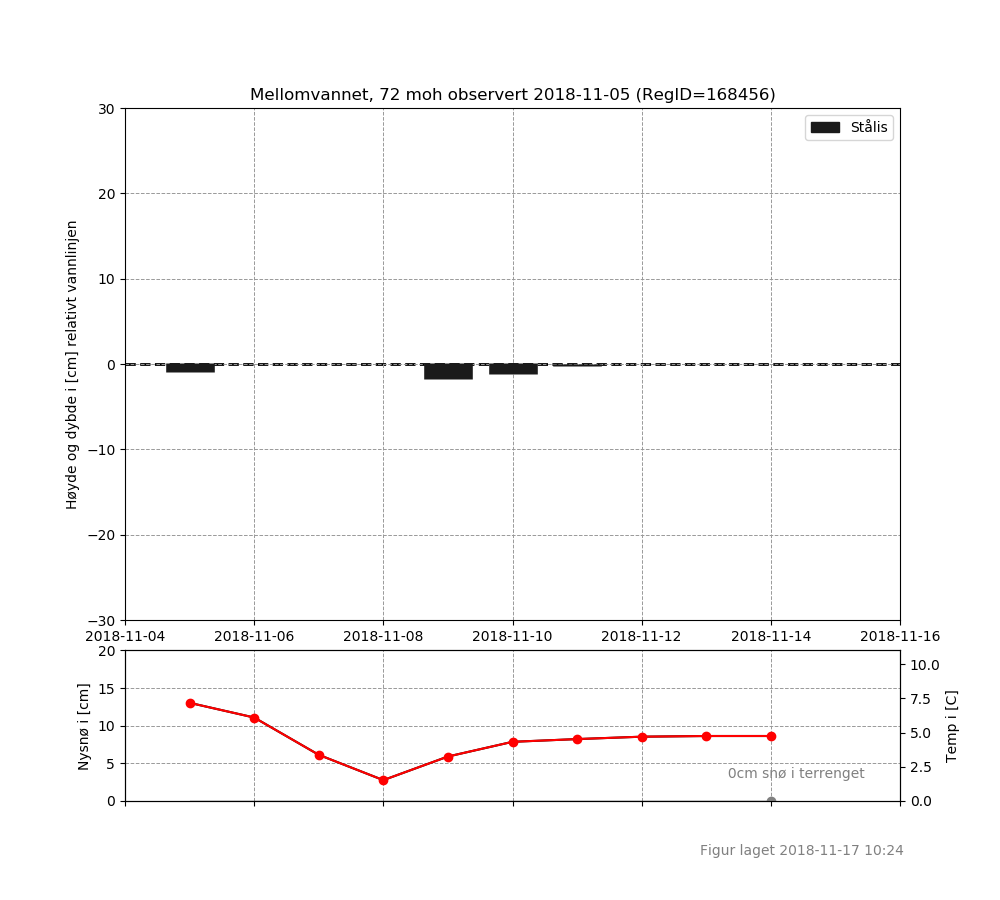 Mellomvannet, 72 moh observert 2018-11-05 (RegID=168456)
Stålis
Høyde og dybde i [cm] relativt vannlinjen
30
20
10
0
−10
−20
−30
2018-11-04 2018-11-06 2018-11-08 2018-11-10 2018-11-12 2018-11-14 2018-11-16
Nysnø i [cm]
20
15
10
5
0
10.0
7.5
5.0
2.5
0.0
Temp i [C]
0cm snø i terrenget
Figur laget 2018-11-17 10:24